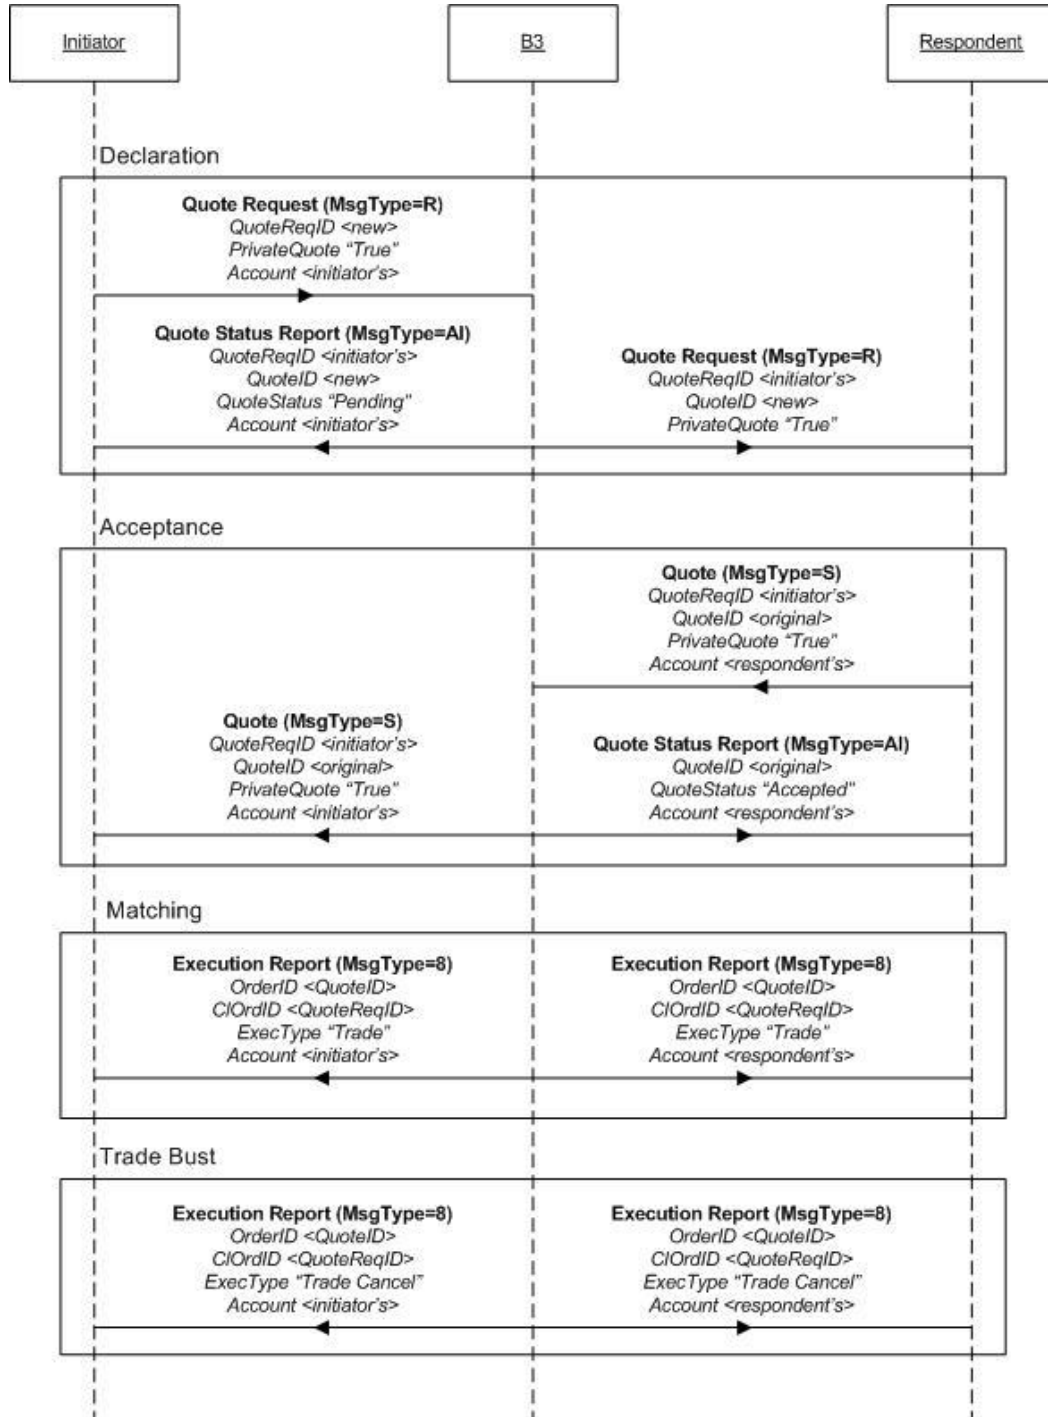 Initiator
B3
Respondent
Declaration
Quote Request (MsgType=R)
QuoteReqID <new>
PrivateQuote “True”
Account <initiator’s>
Quote Status Report (MsgType=AI)
QuoteReqID <initiator’s>
QuoteID <new>
QuoteStatus “Pending”
Account <initiator’s>
Quote Request (MsgType=R)
QuoteReqID <initiator’s>
QuoteID <new>
PrivateQuote “True”
Acceptance
Quote (MsgType=S)
QuoteReqID <initiator’s>
QuoteID <original>
PrivateQuote “True”
Account <respondent’s>
Quote (MsgType=S)
QuoteReqID <initiator’s>
QuoteID <original>
PrivateQuote “True”
Account <initiator’s>
Quote Status Report (MsgType=AI)
QuoteID <original>
QuoteStatus “Accepted”
Account <respondent’s>
Matching
Execution Report (MsgType=8)
OrderID <QuoteID>
ClOrdID <QuoteReqID>
ExecType “Trade”
Account <initiator’s>
Execution Report (MsgType=8)
OrderID <QuoteID>
ClOrdID <QuoteReqID>
ExecType “Trade”
Account <respondent’s>
Trade Bust
Execution Report (MsgType=8)
OrderID <QuoteID>
ClOrdID <QuoteReqID>
ExecType “Trade Cancel”
Account <initiator’s>
Execution Report (MsgType=8)
OrderID <QuoteID>
ClOrdID <QuoteReqID>
ExecType “Trade Cancel”
Account <respondent’s>